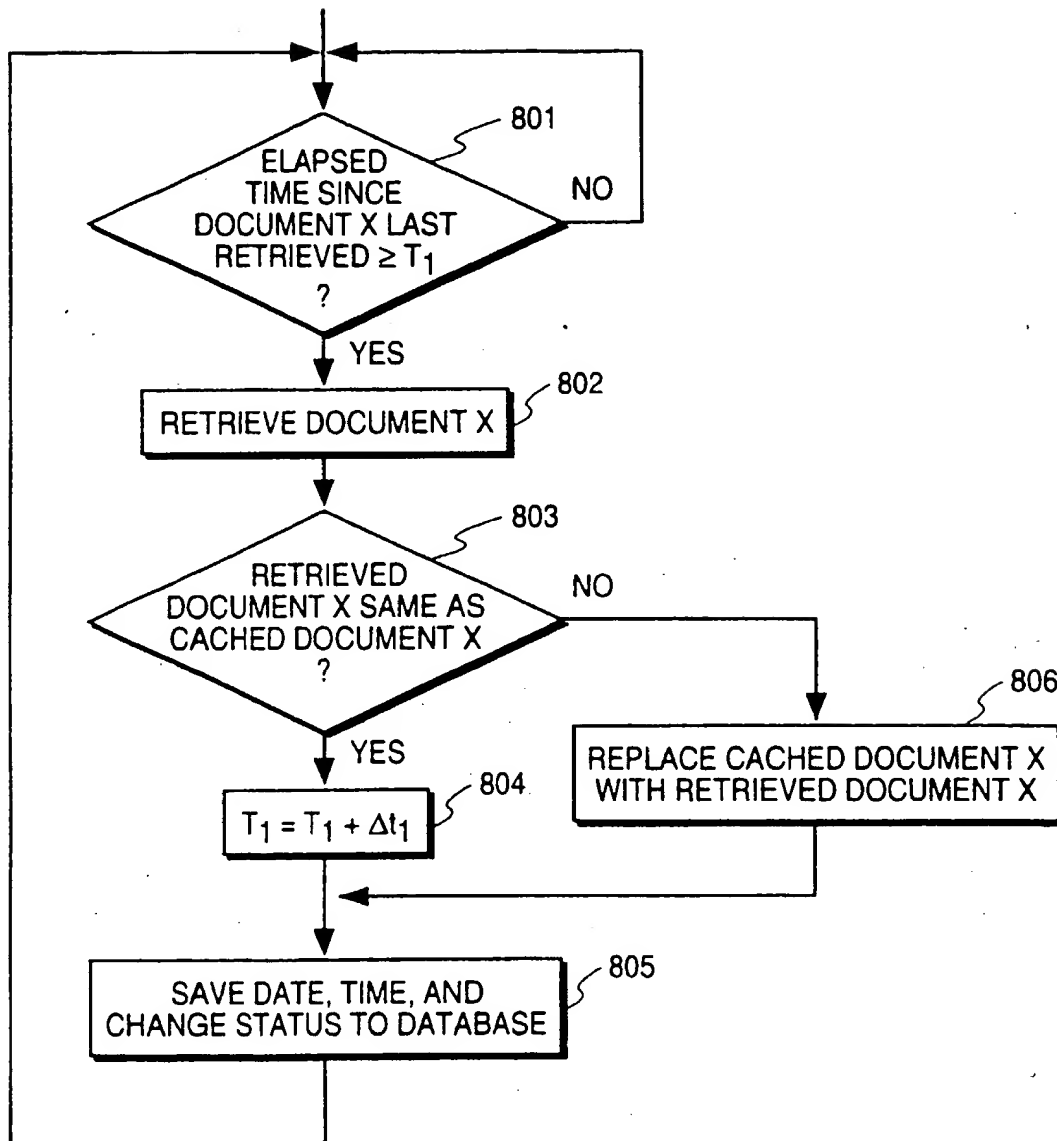 801
ELAPSED
TIME SINCE
DOCUMENT X LAST
RETRIEVED ≥ T₁
?
NO
YES
802
RETRIEVE DOCUMENT X
803
RETRIEVED
DOCUMENT X SAME AS
CACHED DOCUMENT X
?
NO
YES
804
T₁ = T₁ + Δt₁
806
REPLACE CACHED DOCUMENT X
WITH RETRIEVED DOCUMENT X
805
SAVE DATE, TIME, AND
CHANGE STATUS TO DATABASE